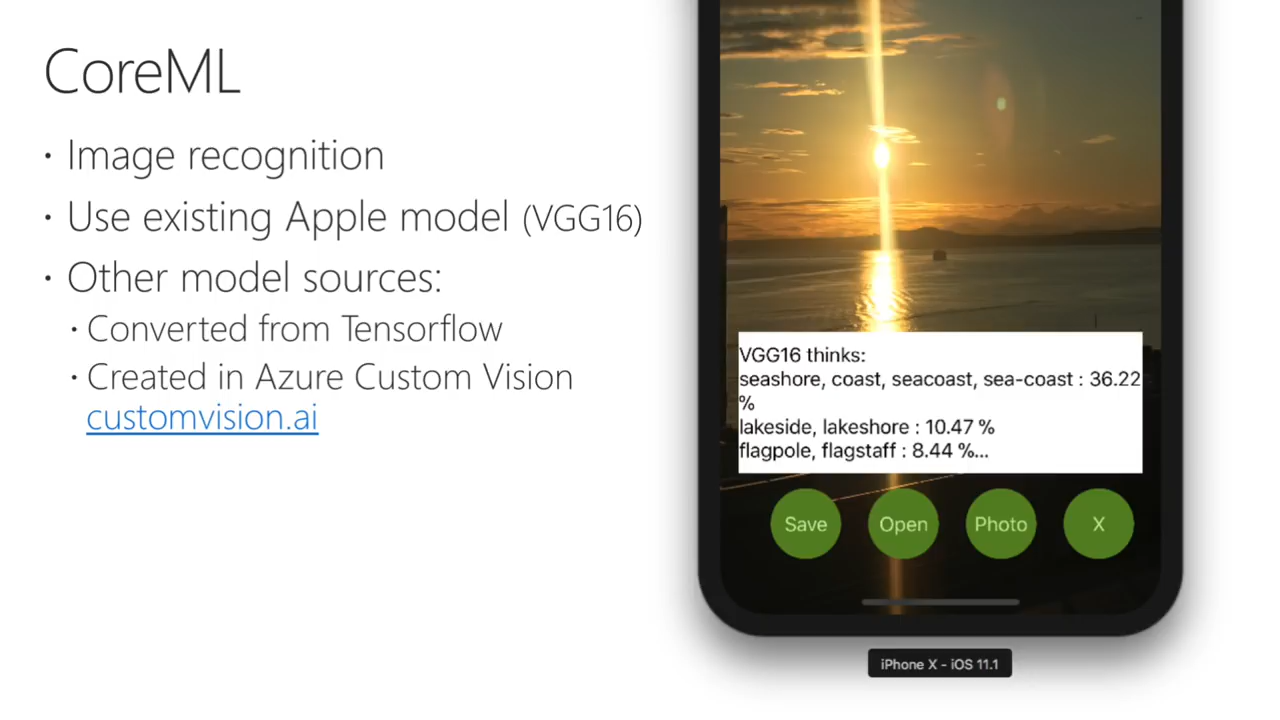 CoreML
· Image recognition
· Use existing Apple model (VGG16)
· Other model sources:
· Converted from Tensorflow
· Created in Azure Custom Vision
customvision.ai
VGG16 thinks:
seashore, coast, seacoast, sea-coast : 36.22
%
lakeside, lakeshore : 10.47 %
flagpole, flagstaff : 8.44 %...
Save Open Photo X
iPhone X - iOS 11.1